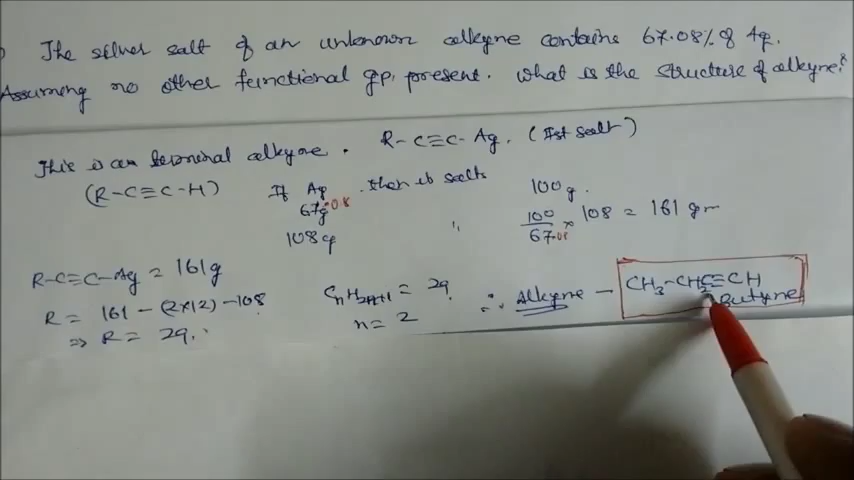 The silver salt of an unknown alkyne contains 67.08% of Ag.
Assuming no other functional gp. present. What is the structure of alkyne?
This is an terminal alkyne. R-C≡C-Ag. (Its salt)
(R-C≡C-H) If Ag then its salts
67.08 100g.
108g " 100/67.08 × 108 = 161 gm
R-C≡C-Ag = 161g
R = 161-(2×12)-108
⇒ R = 29.
CnH2n+1 = 29
n = 2
∴ Alkyne - CH3-CH2C≡CH
Butyne